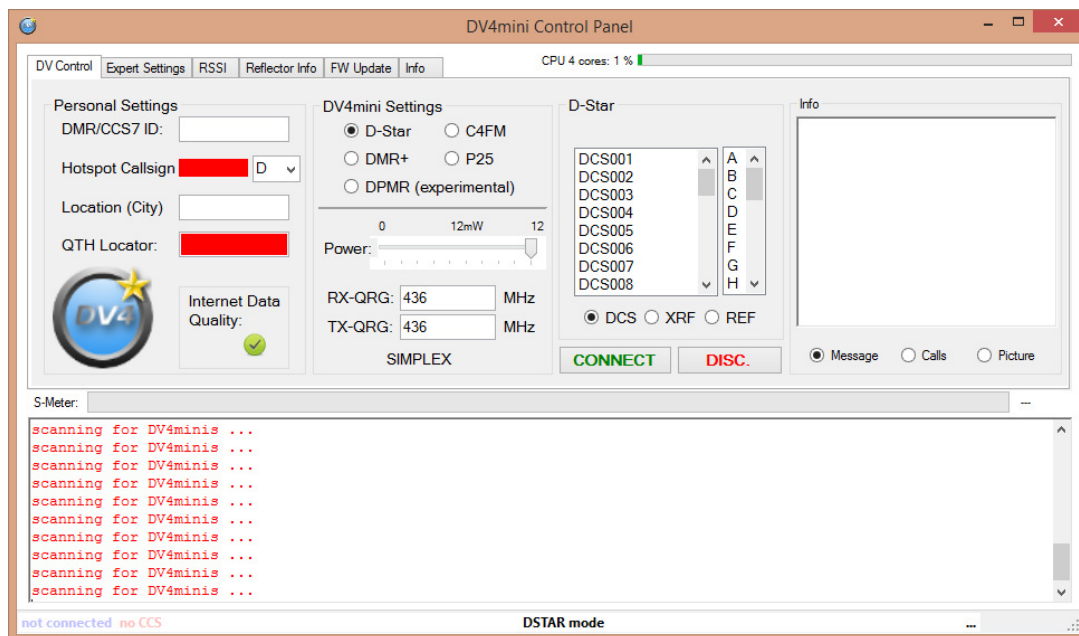 DV4mini Control Panel
DV Control Expert Settings RSSI Reflector Info FW Update Info
CPU 4 cores: 1 %
Personal Settings
DMR/CCS7 ID:
Hotspot Callsign D
Location (City)
QTH Locator:
DV4
Internet Data
Quality:
DV4mini Settings
D-Star C4FM
DMR+ P25
DPMR (experimental)
0 12mW 12
Power:
RX-QRG: 436 MHz
TX-QRG: 436 MHz
SIMPLEX
D-Star
DCS001 A
DCS002 B
DCS003 C
DCS004 D
DCS005 E
DCS006 F
DCS007 G
DCS008 H
DCS XRF REF
CONNECT DISC.
Info
Message Calls Picture
S-Meter: ---
scanning for DV4minis ...
scanning for DV4minis ...
scanning for DV4minis ...
scanning for DV4minis ...
scanning for DV4minis ...
scanning for DV4minis ...
scanning for DV4minis ...
scanning for DV4minis ...
scanning for DV4minis ...
scanning for DV4minis ...
not connected no CCS DSTAR mode ...